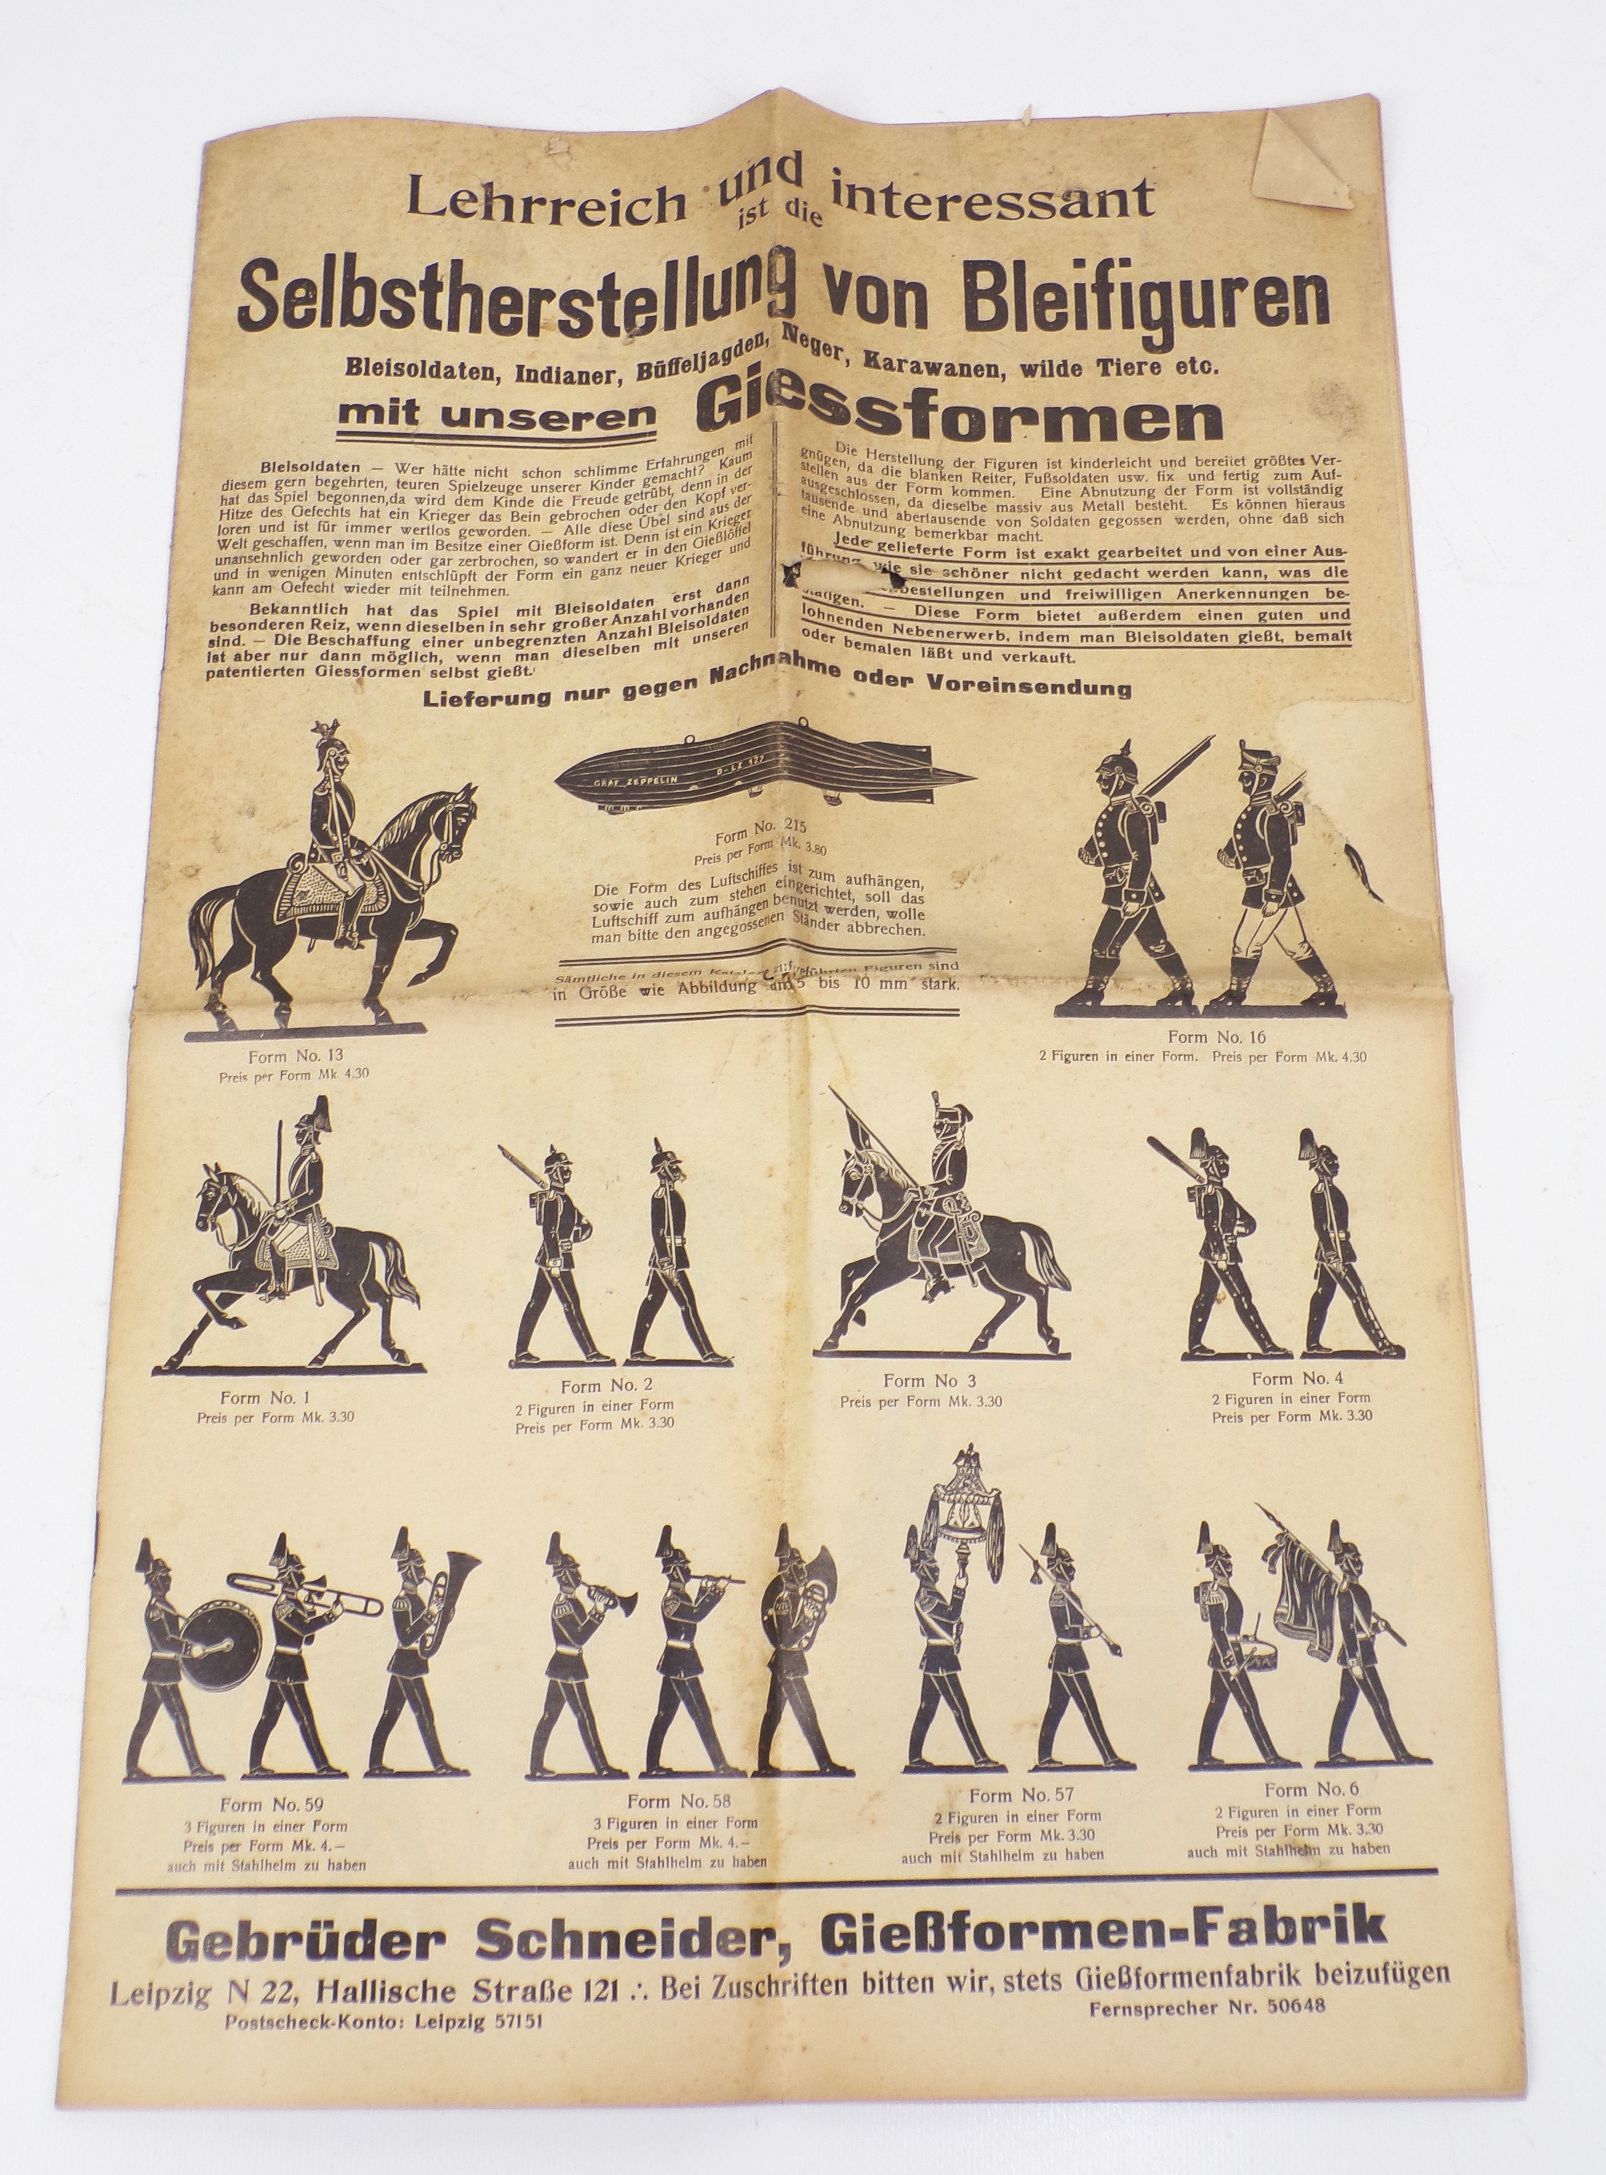 Lehrreich und interessant
ist die
Selbstherstellung von Bleifiguren
Bleisoldaten, Indianer, Büffeljagden, Neger, Karawanen, wilde Tiere etc.
mit unseren Giessformen
Bleisoldaten — Wer hätte nicht schon schlimme Erfahrungen mit
diesem gern begehrten, teuren Spielzeuge unserer Kinder gemacht? Kaum
hat das Spiel begonnen,da wird dem Kinde die Freude getrübt, denn in der
Hitze des Gefechts hat ein Krieger das Bein gebrochen oder den Kopf ver-
loren und ist für immer wertlos geworden. — Alle diese Übel sind aus der
Welt geschaffen, wenn man im Besitze einer Gießform ist. Denn ist ein Krieger
unansehnlich geworden oder gar zerbrochen, so wandert er in den Gießlöffel
und in wenigen Minuten entschlüpft der Form ein ganz neuer Krieger und
kann am Gefecht wieder mit teilnehmen.
Bekanntlich hat das Spiel mit Bleisoldaten erst dann
besonderen Reiz, wenn dieselben in sehr großer Anzahl vorhanden
sind. — Die Beschaffung einer unbegrenzten Anzahl Bleisoldaten
ist aber nur dann möglich, wenn man dieselben mit unseren
patentierten Giessformen selbst gießt.
Die Herstellung der Figuren ist kinderleicht und bereitet größtes Ver-
gnügen, da die blanken Reiter, Fußsoldaten usw. fix und fertig zum Auf-
stellen aus der Form kommen. Eine Abnutzung der Form ist vollständig
ausgeschlossen, da dieselbe massiv aus Metall besteht. Es können hieraus
tausende und abertausende von Soldaten gegossen werden, ohne daß sich
eine Abnutzung bemerkbar macht.
Jede gelieferte Form ist exakt gearbeitet und von einer Aus-
führung, wie sie schöner nicht gedacht werden kann, was die
bestellungen und freiwilligen Anerkennungen be-
stätigen. — Diese Form bietet außerdem einen guten und
lohnenden Nebenerwerb, indem man Bleisoldaten gießt, bemalt
oder bemalen läßt und verkauft.
Lieferung nur gegen Nachnahme oder Voreinsendung
GRAF ZEPPELIN D-LZ 127
Form No. 215
Preis per Form Mk. 3.80
Die Form des Luftschiffes ist zum aufhängen,
sowie auch zum stehen eingerichtet, soll das
Luftschiff zum aufhängen benutzt werden, wolle
man bitte den angegossenen Ständer abbrechen.
Sämtliche in diesem Katalog aufgeführten Figuren sind
in Größe wie Abbildung 5 bis 10 mm stark.
Form No. 13
Preis per Form Mk 4.30
Form No. 16
2 Figuren in einer Form. Preis per Form Mk. 4.30
Form No. 1
Preis per Form Mk. 3.30
Form No. 2
2 Figuren in einer Form
Preis per Form Mk. 3.30
Form No 3
Preis per Form Mk. 3.30
Form No. 4
2 Figuren in einer Form
Preis per Form Mk. 3.30
Form No. 59
3 Figuren in einer Form
Preis per Form Mk. 4.—
auch mit Stahlhelm zu haben
Form No. 58
3 Figuren in einer Form
Preis per Form Mk. 4.—
auch mit Stahlhelm zu haben
Form No. 57
2 Figuren in einer Form
Preis per Form Mk. 3.30
auch mit Stahlhelm zu haben
Form No. 6
2 Figuren in einer Form
Preis per Form Mk. 3.30
auch mit Stahlhelm zu haben
Gebrüder Schneider, Gießformen-Fabrik
Leipzig N 22, Hallische Straße 121 ∴ Bei Zuschriften bitten wir, stets Gießformenfabrik beizufügen
Postscheck-Konto: Leipzig 57151
Fernsprecher Nr. 50648